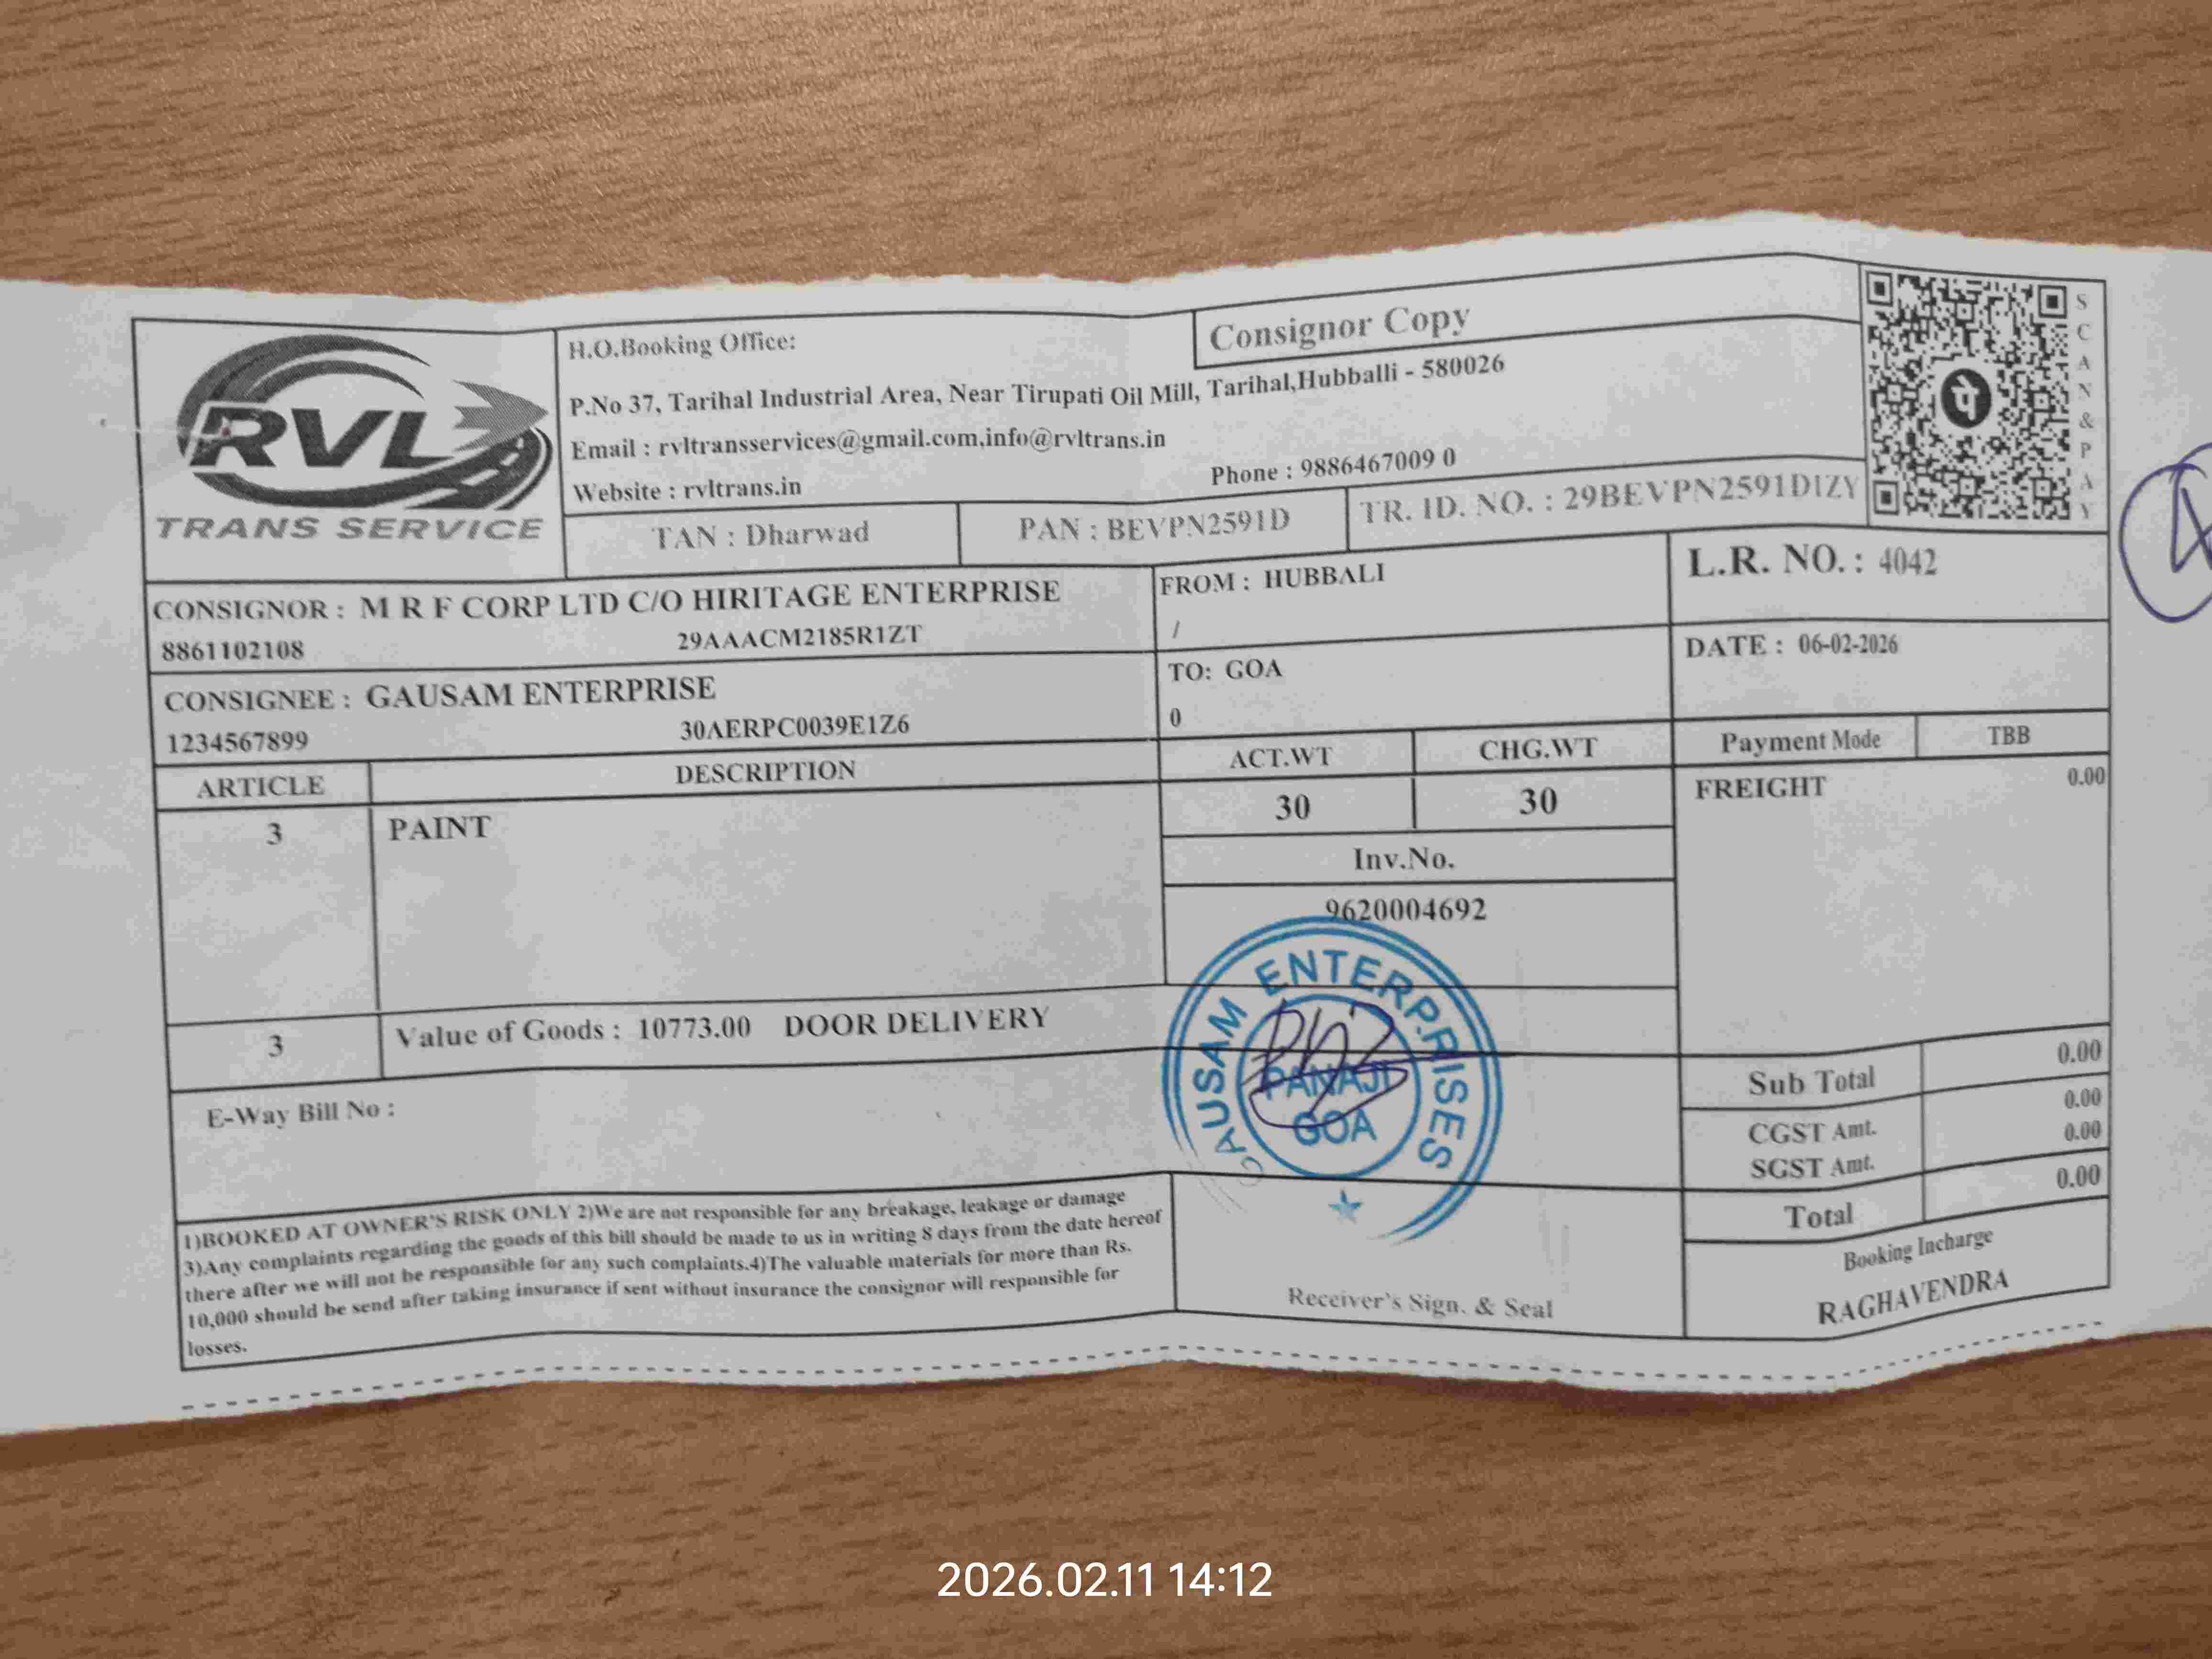 RVL
TRANS SERVICE
H.O.Booking Office:
Consignor Copy
P.No 37, Tarihal Industrial Area, Near Tirupati Oil Mill, Tarihal,Hubballi - 580026
Email : rvltransservices@gmail.com,info@rvltrans.in
Website : rvltrans.in
Phone : 9886467009 0
TAN : Dharwad
PAN : BEVPN2591D
TR. ID. NO. : 29BEVPN2591D1ZY
SCAN & PAY
पे
CONSIGNOR : M R F CORP LTD C/O HIRITAGE ENTERPRISE
8861102108 29AAACM2185R1ZT
FROM : HUBBALI
/
L.R. NO. : 4042
CONSIGNEE : GAUSAM ENTERPRISE
1234567899 30AERPC0039E1Z6
TO: GOA
0
DATE : 06-02-2026
ARTICLE DESCRIPTION ACT.WT CHG.WT Payment Mode TBB
3 PAINT 30 30 FREIGHT 0.00
Inv.No.
9620004692
3 Value of Goods : 10773.00 DOOR DELIVERY
E-Way Bill No :
GAUSAM ENTERPRISES
PANAJI
GOA
Sub Total 0.00
CGST Amt. 0.00
SGST Amt. 0.00
Total 0.00
1)BOOKED AT OWNER'S RISK ONLY 2)We are not responsible for any breakage, leakage or damage
3)Any complaints regarding the goods of this bill should be made to us in writing 8 days from the date hereof
there after we will not be responsible for any such complaints.4)The valuable materials for more than Rs.
10,000 should be send after taking insurance if sent without insurance the consignor will responsible for
losses.
Receiver's Sign. & Seal
Booking Incharge
RAGHAVENDRA
2026.02.11 14:12